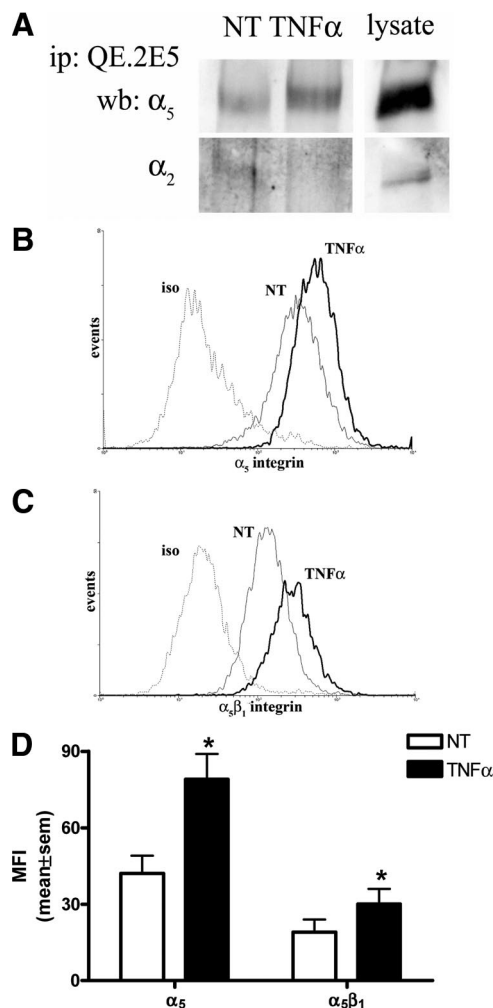 A
NT TNFα lysate
ip: QE.2E5
wb: α5
α2
B
TNFα
iso NT
events
α5 integrin
C
NT
iso
TNFα
events
α5β1 integrin
D
NT
TNFα
90
60
30
0
MFI
(mean±sem)
*
*
α5 α5β1